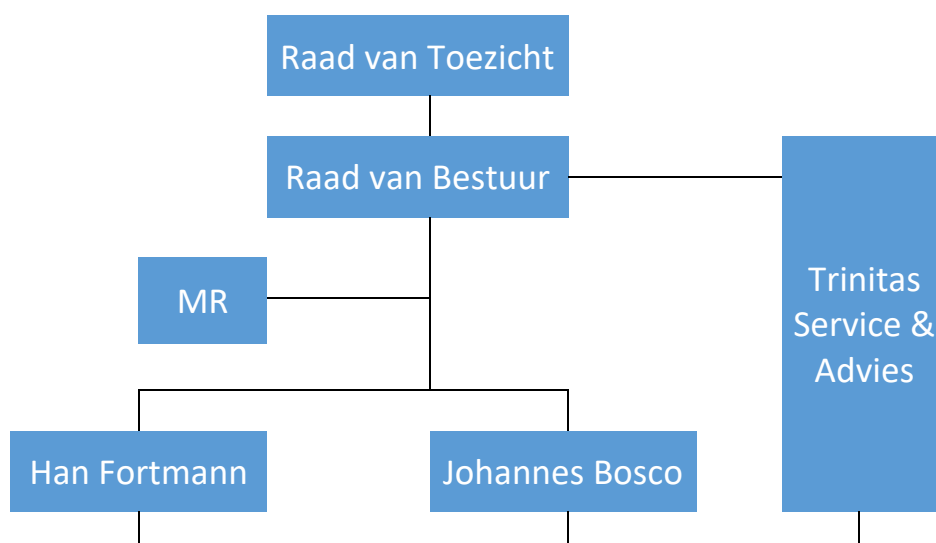 Raad van Toezicht
Raad van Bestuur
MR
Trinitas
Service &
Advies
Han Fortmann
Johannes Bosco